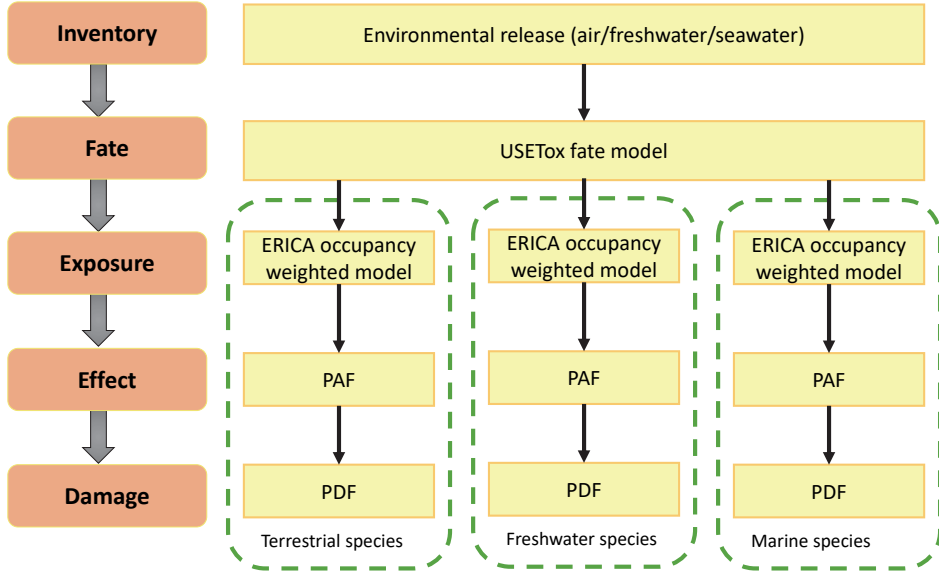 Inventory
Environmental release (air/freshwater/seawater)
Fate
USETox fate model
Exposure
ERICA occupancy
weighted model
ERICA occupancy
weighted model
ERICA occupancy
weighted model
Effect
PAF
PAF
PAF
Damage
PDF
PDF
PDF
Terrestrial species
Freshwater species
Marine species